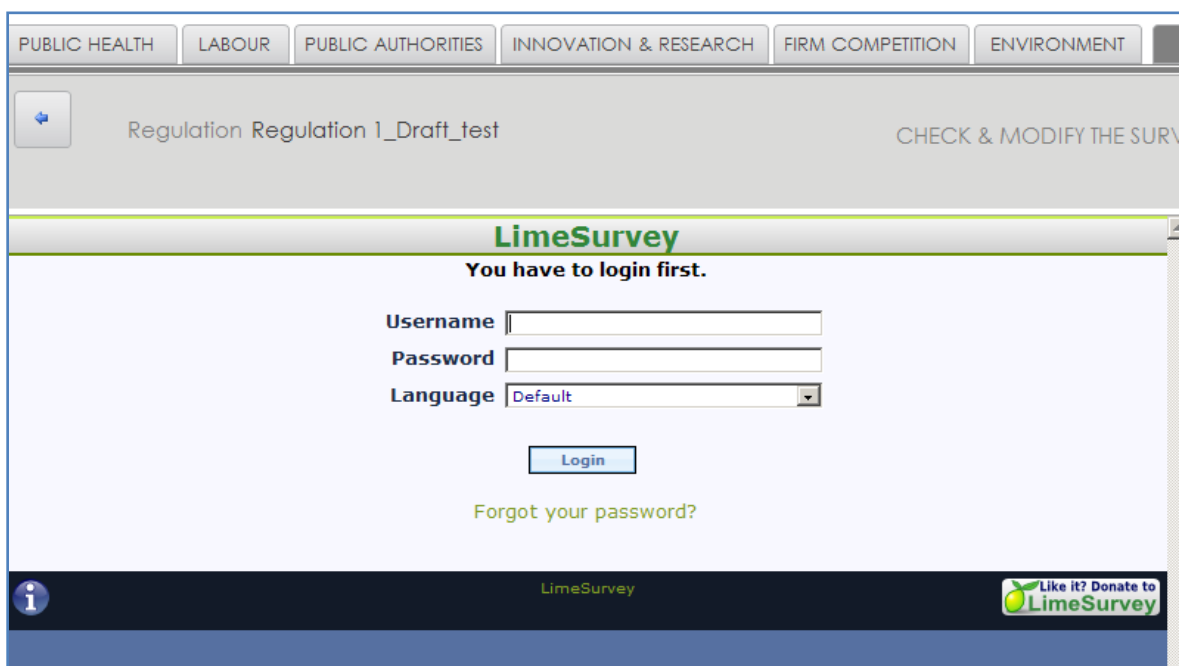 PUBLIC HEALTH LABOUR PUBLIC AUTHORITIES INNOVATION & RESEARCH FIRM COMPETITION ENVIRONMENT
Regulation Regulation 1_Draft_test
CHECK & MODIFY THE SURV
LimeSurvey
You have to login first.
Username
Password
Language Default
Login
Forgot your password?
LimeSurvey
Like it? Donate to
LimeSurvey